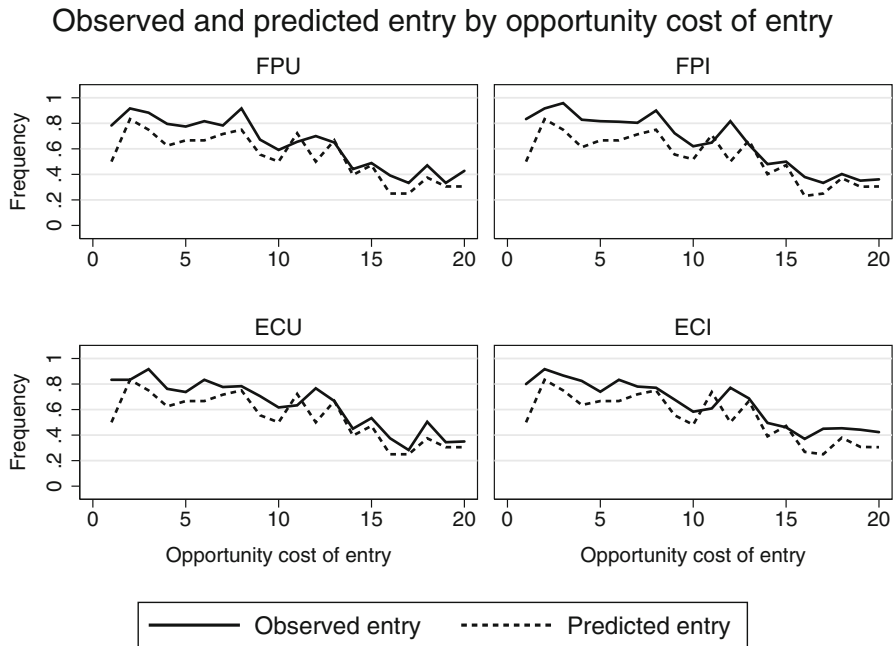 Observed and predicted entry by opportunity cost of entry
FPU
FPI
Frequency
0 .2 .4 .6 .8 1
0 5 10 15 20
0 5 10 15 20
ECU
ECI
Frequency
0 .2 .4 .6 .8 1
0 5 10 15 20
0 5 10 15 20
Opportunity cost of entry
Opportunity cost of entry
Observed entry
Predicted entry